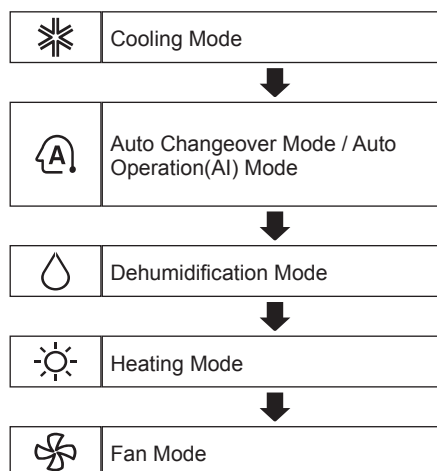 Cooling Mode
A
Auto Changeover Mode / Auto
Operation(AI) Mode
Dehumidification Mode
Heating Mode
Fan Mode